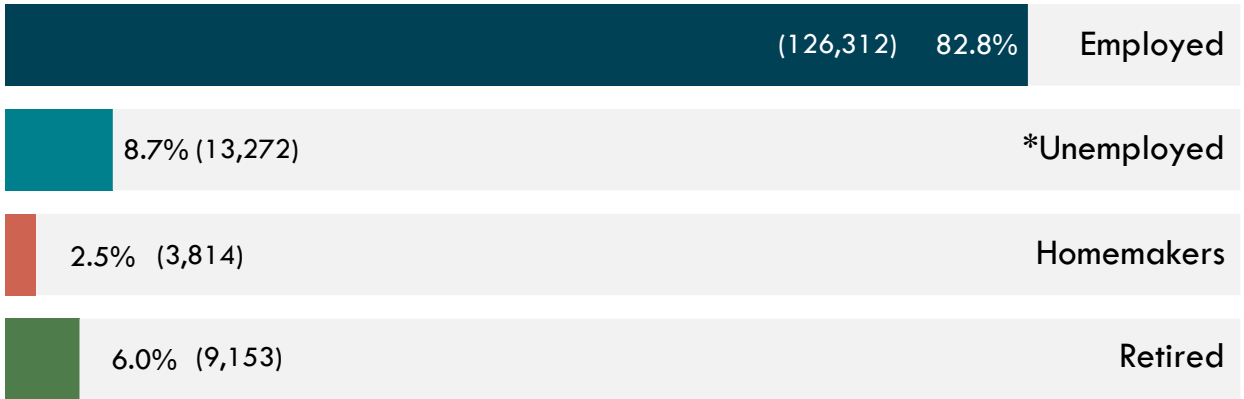 (126,312) 82.8% Employed
8.7% (13,272) *Unemployed
2.5% (3,814) Homemakers
6.0% (9,153) Retired